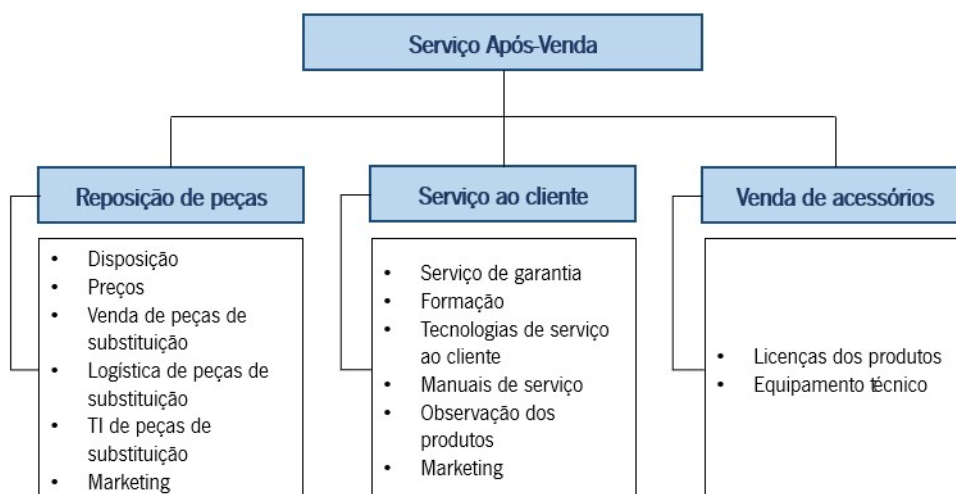 Serviço Após-Venda
Reposição de peças
Serviço ao cliente
Venda de acessórios
• Disposição
• Preços
• Venda de peças de
substituição
• Logística de peças de
substituição
• TI de peças de
substituição
• Marketing
• Serviço de garantia
• Formação
• Tecnologias de serviço
ao cliente
• Manuais de serviço
• Observação dos
produtos
• Marketing
• Licenças dos produtos
• Equipamento técnico